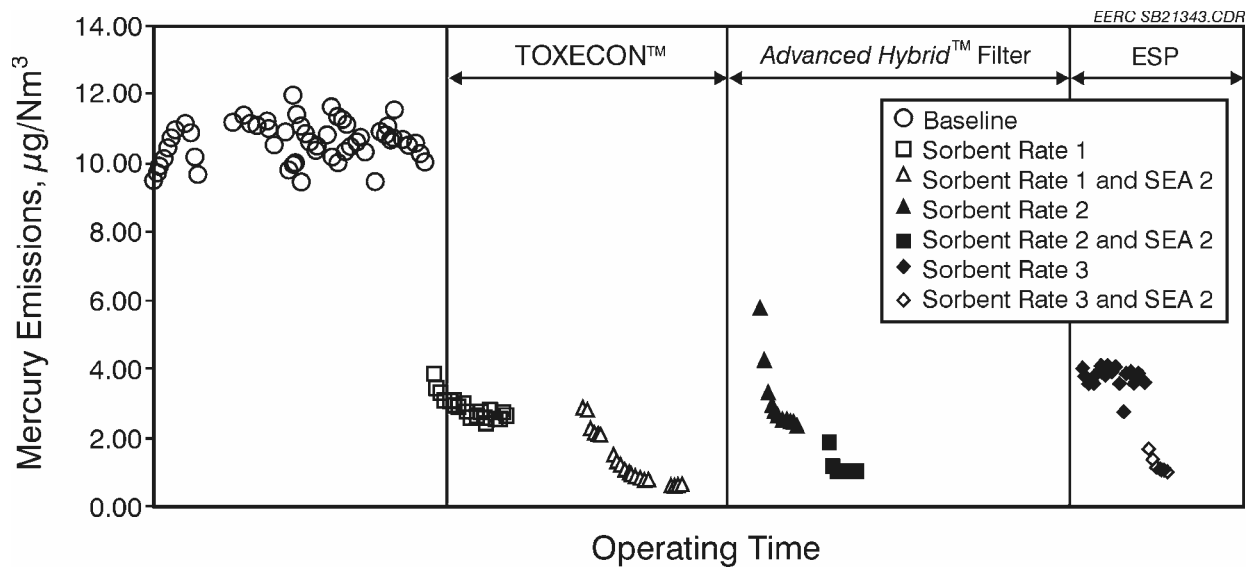 EERC SB21343.CDR
14.00
12.00
10.00
8.00
6.00
4.00
2.00
0.00
Mercury Emissions, µg/Nm³
TOXECON™
Advanced Hybrid™ Filter
ESP
Baseline
Sorbent Rate 1
Sorbent Rate 1 and SEA 2
Sorbent Rate 2
Sorbent Rate 2 and SEA 2
Sorbent Rate 3
Sorbent Rate 3 and SEA 2
Operating Time